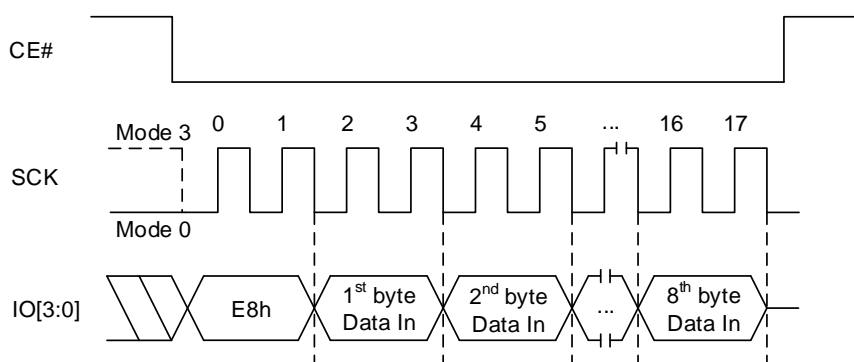 CE#
Mode 3 0 1 2 3 4 5 ... 16 17
SCK
Mode 0
IO[3:0] E8h 1st byte Data In 2nd byte Data In ... 8th byte Data In